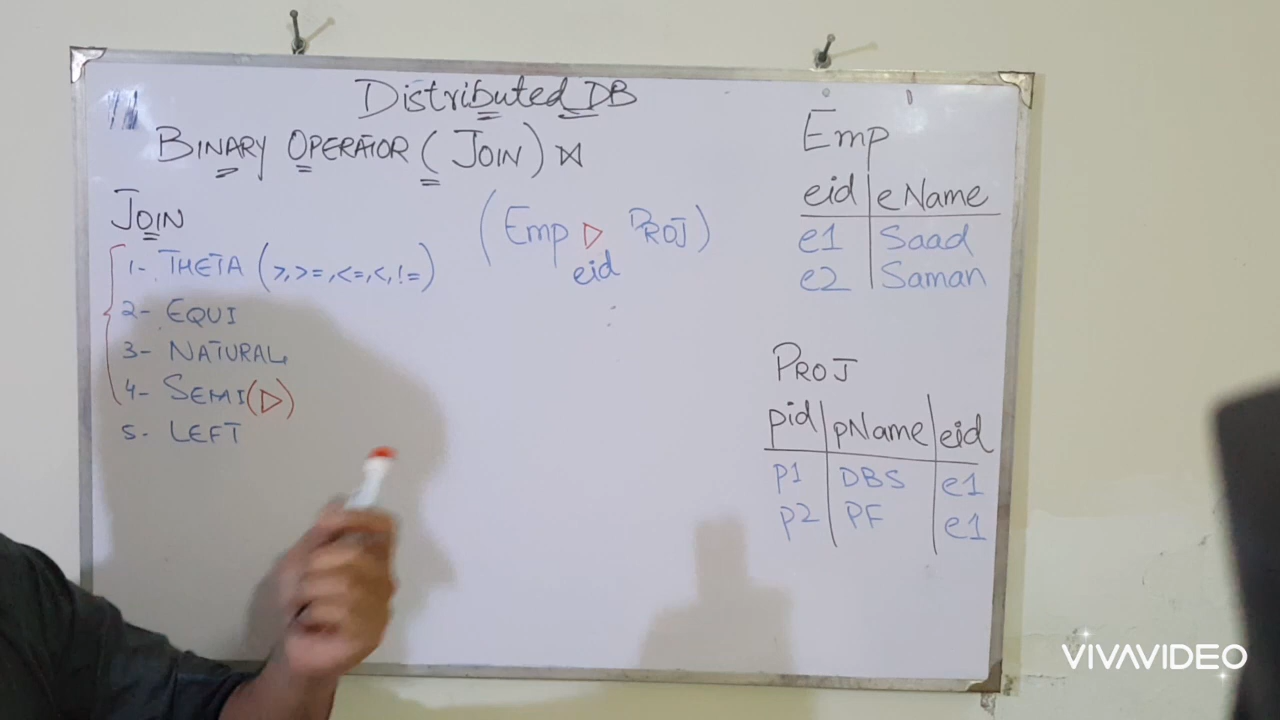 Distributed DB
BINARY OPERATOR (JOIN) ⋈
JOIN
1- THETA (>, >=, <=, <, !=)
2- EQUI
3- NATURAL
4- SEMI (▷)
5- LEFT
(Emp ▷ PROJ)
eid
Emp
eid eName
e1 Saad
e2 Saman
PROJ
pid pName eid
P1 DBS e1
P2 PF e1
VIVAVIDEO